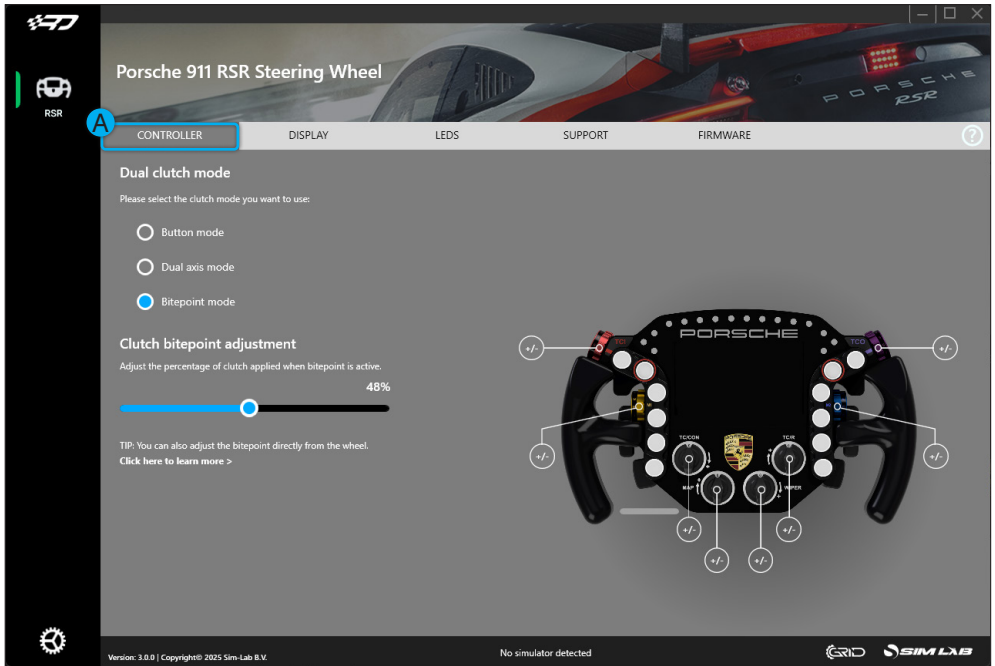 Porsche 911 RSR Steering Wheel
PORSCHE
RSR
RSR
A
CONTROLLER
DISPLAY
LEDS
SUPPORT
FIRMWARE
?
Dual clutch mode
Please select the clutch mode you want to use:
Button mode
Dual axis mode
Bitepoint mode
Clutch bitepoint adjustment
Adjust the percentage of clutch applied when bitepoint is active.
48%
TIP: You can also adjust the bitepoint directly from the wheel.
Click here to learn more >
PORSCHE
TCI
TCO
+/-
+/-
+/-
+/-
TC/CON
TC/R
MAP
WIPER
+/-
+/-
+/-
+/-
Version: 3.0.0 | Copyright© 2025 Sim-Lab B.V.
No simulator detected
GRID
SIM LAB